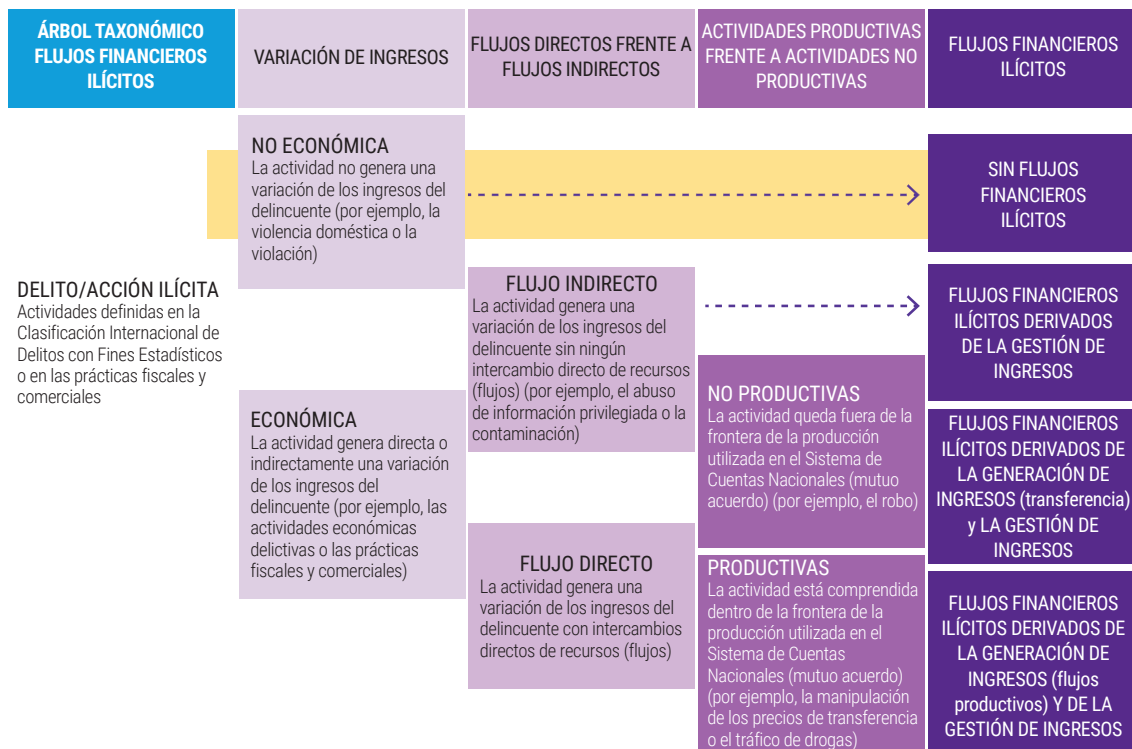 ÁRBOL TAXONÓMICO
FLUJOS FINANCIEROS
ILÍCITOS
VARIACIÓN DE INGRESOS
FLUJOS DIRECTOS FRENTE A
FLUJOS INDIRECTOS
ACTIVIDADES PRODUCTIVAS
FRENTE A ACTIVIDADES NO
PRODUCTIVAS
FLUJOS FINANCIEROS
ILÍCITOS
NO ECONÓMICA
La actividad no genera una
variación de los ingresos del
delincuente (por ejemplo, la
violencia doméstica o la
violación)
SIN FLUJOS
FINANCIEROS
ILÍCITOS
DELITO/ACCIÓN ILÍCITA
Actividades definidas en la
Clasificación Internacional de
Delitos con Fines Estadísticos
o en las prácticas fiscales y
comerciales
FLUJO INDIRECTO
La actividad genera una
variación de los ingresos del
delincuente sin ningún
intercambio directo de recursos
(flujos) (por ejemplo, el abuso
de información privilegiada o la
contaminación)
FLUJOS FINANCIEROS
ILÍCITOS DERIVADOS
DE LA GESTIÓN DE
INGRESOS
ECONÓMICA
La actividad genera directa o
indirectamente una variación
de los ingresos del
delincuente (por ejemplo, las
actividades económicas
delictivas o las prácticas
fiscales y comerciales)
NO PRODUCTIVAS
La actividad queda fuera de la
frontera de la producción
utilizada en el Sistema de
Cuentas Nacionales (mutuo
acuerdo) (por ejemplo, el robo)
FLUJOS FINANCIEROS
ILÍCITOS DERIVADOS DE
LA GENERACIÓN DE
INGRESOS (transferencia)
y LA GESTIÓN DE
INGRESOS
FLUJO DIRECTO
La actividad genera una
variación de los ingresos del
delincuente con intercambios
directos de recursos (flujos)
PRODUCTIVAS
La actividad está comprendida
dentro de la frontera de la
producción utilizada en el
Sistema de Cuentas
Nacionales (mutuo acuerdo)
(por ejemplo, la manipulación
de los precios de transferencia
o el tráfico de drogas)
FLUJOS FINANCIEROS
ILÍCITOS DERIVADOS DE
LA GENERACIÓN DE
INGRESOS (flujos
productivos) Y DE LA
GESTIÓN DE INGRESOS